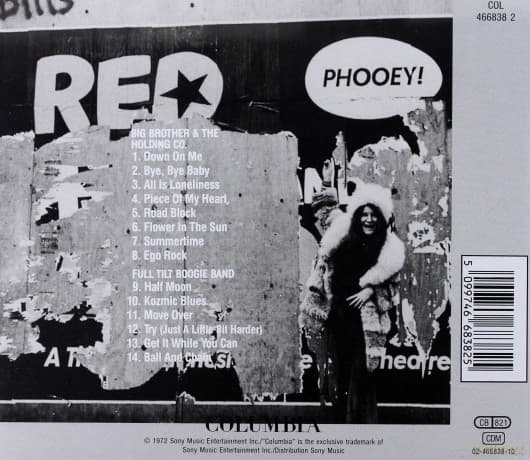 COL
466838 2
RED
PHOOEY!
BIG BROTHER & THE
HOLDING CO.
1. Down On Me
2. Bye, Bye Baby
3. All Is Loneliness
4. Piece Of My Heart,
5. Road Block
6. Flower In The Sun
7. Summertime
8. Ego Rock
FULL TILT BOOGIE BAND
9. Half Moon
10. Kozmic Blues
11. Move Over
12. Try (Just A Little Bit Harder)
13. Get It While You Can
14. Ball And Chain
5 099746 683825
COLUMBIA
© 1972 Sony Music Entertainment Inc./"Columbia" is the exclusive trademark of
Sony Music Entertainment Inc./Distribution Sony Music
CB 821
CDM
02-466838-10